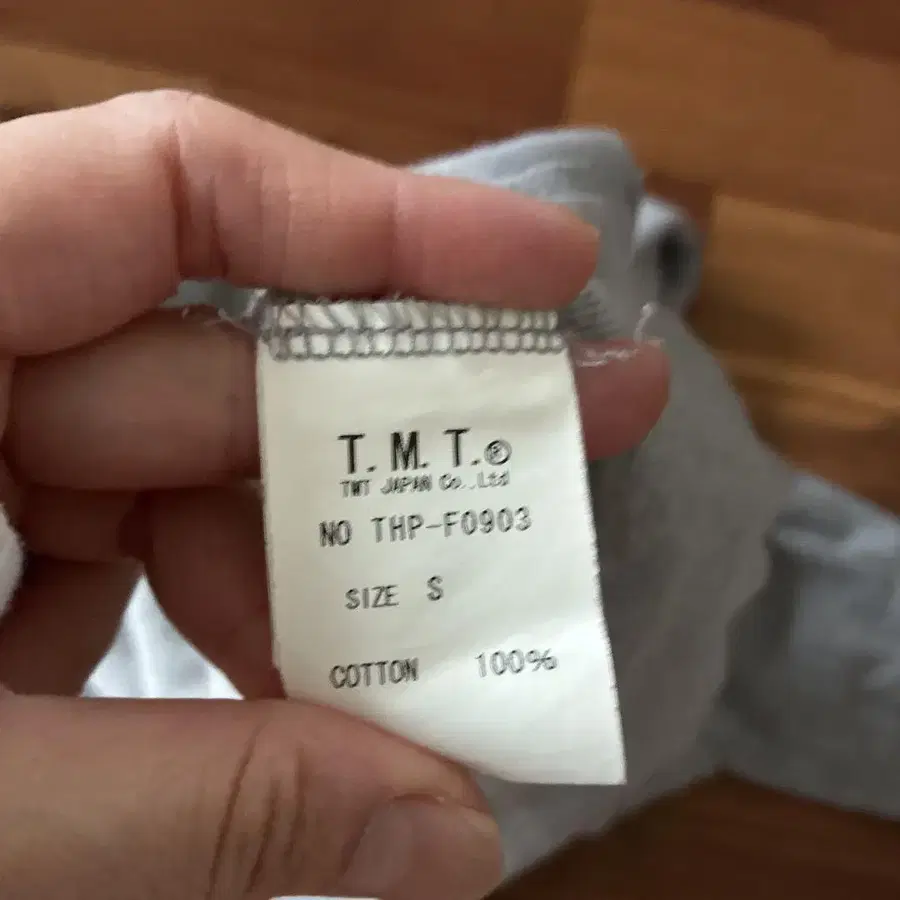 T. M. T.®
TMT JAPAN Co.,Ltd
NO THP-F0903
SIZE S
COTTON 100%